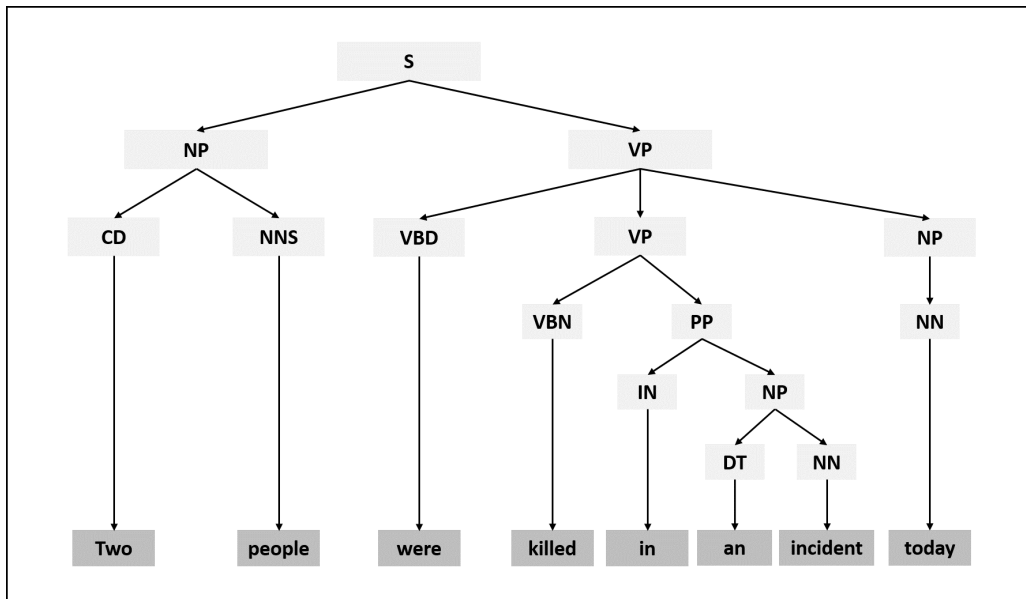 S
NP VP
CD NNS VBD VP NP
VBN PP NN
IN NP
DT NN
Two people were killed in an incident today